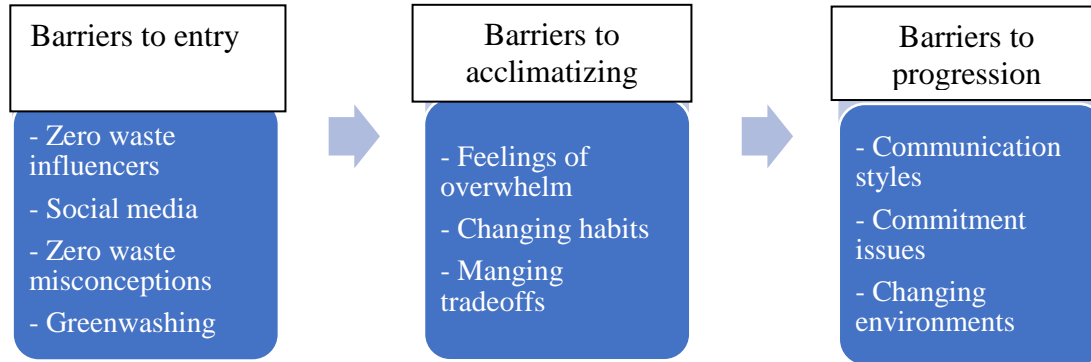 Barriers to entry
- Zero waste
influencers
- Social media
- Zero waste
misconceptions
- Greenwashing
Barriers to
acclimatizing
- Feelings of
overwhelm
- Changing habits
- Manging
tradeoffs
Barriers to
progression
- Communication
styles
- Commitment
issues
- Changing
environments